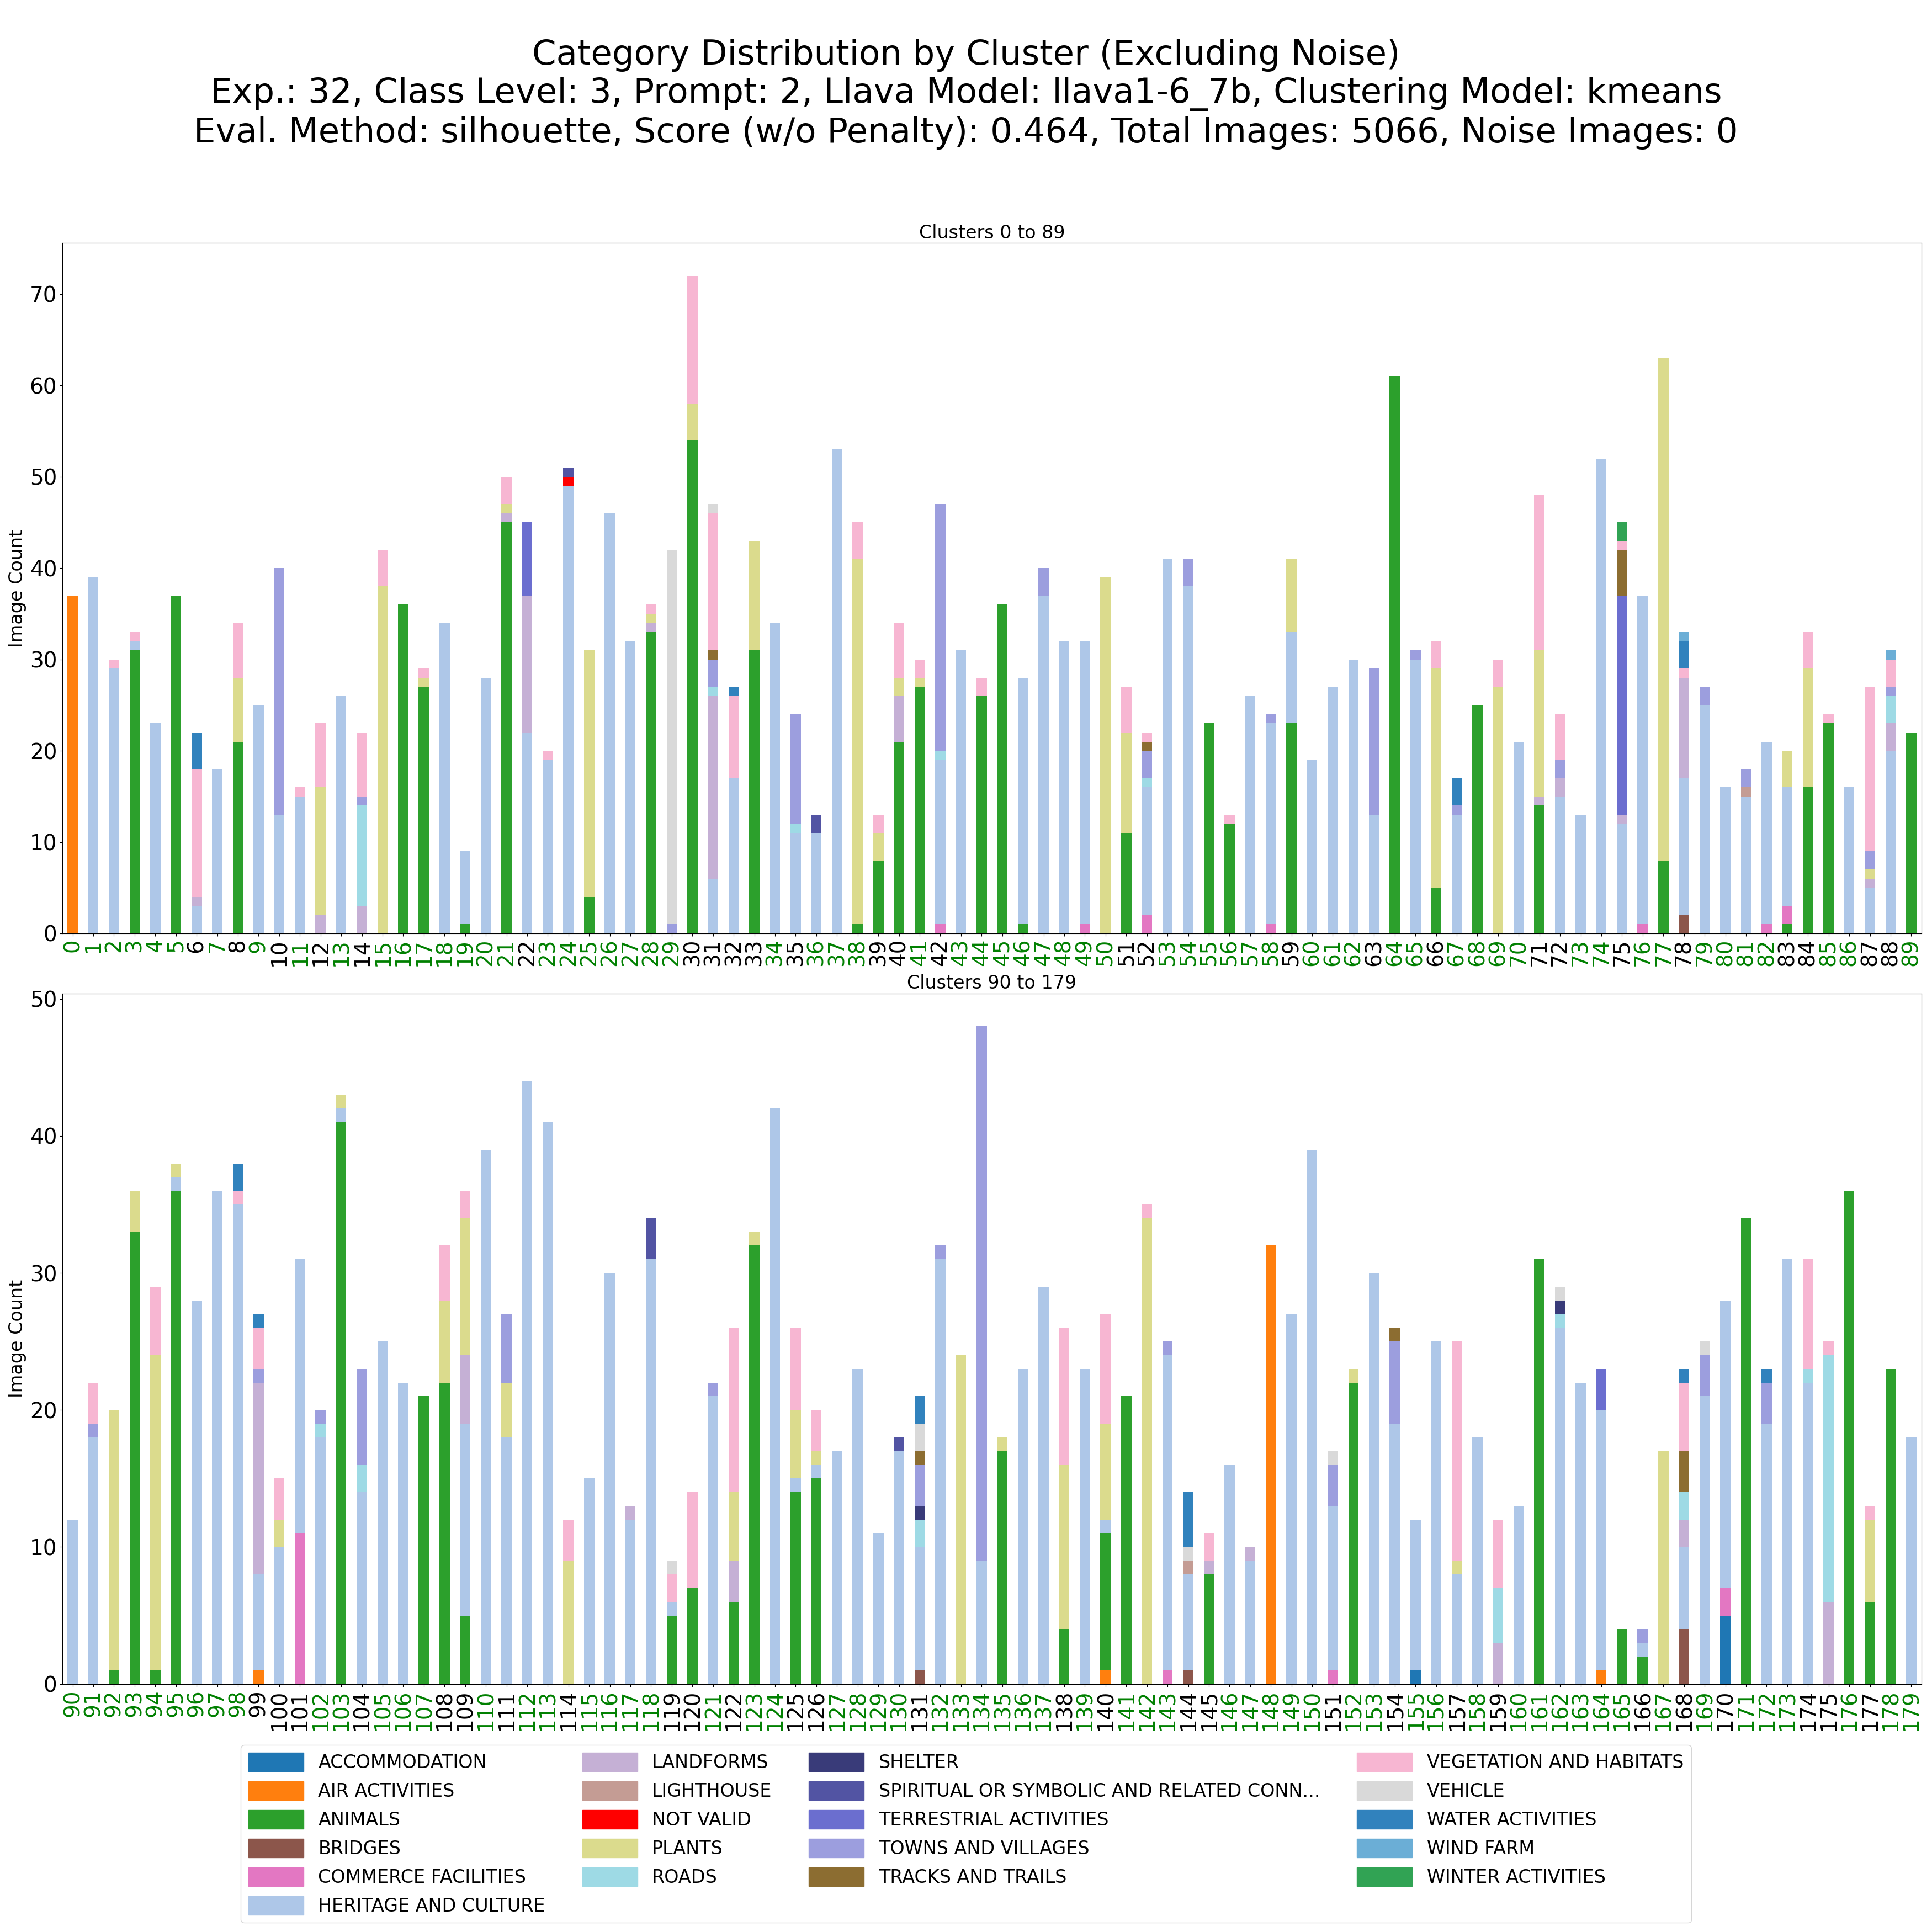 Category Distribution by Cluster (Excluding Noise)
Exp.: 32, Class Level: 3, Prompt: 2, Llava Model: llava1-6_7b, Clustering Model: kmeans
Eval. Method: silhouette, Score (w/o Penalty): 0.464, Total Images: 5066, Noise Images: 0
Clusters 0 to 89
Image Count
70
60
50
40
30
20
10
0
0 1 2 3 4 5 6 7 8 9 10 11 12 13 14 15 16 17 18 19 20 21 22 23 24 25 26 27 28 29 30 31 32 33 34 35 36 37 38 39 40 41 42 43 44 45 46 47 48 49 50 51 52 53 54 55 56 57 58 59 60 61 62 63 64 65 66 67 68 69 70 71 72 73 74 75 76 77 78 79 80 81 82 83 84 85 86 87 88 89
Clusters 90 to 179
Image Count
50
40
30
20
10
0
90 91 92 93 94 95 96 97 98 99 100 101 102 103 104 105 106 107 108 109 110 111 112 113 114 115 116 117 118 119 120 121 122 123 124 125 126 127 128 129 130 131 132 133 134 135 136 137 138 139 140 141 142 143 144 145 146 147 148 149 150 151 152 153 154 155 156 157 158 159 160 161 162 163 164 165 166 167 168 169 170 171 172 173 174 175 176 177 178 179
ACCOMMODATION
AIR ACTIVITIES
ANIMALS
BRIDGES
COMMERCE FACILITIES
HERITAGE AND CULTURE
LANDFORMS
LIGHTHOUSE
NOT VALID
PLANTS
ROADS
SHELTER
SPIRITUAL OR SYMBOLIC AND RELATED CONN...
TERRESTRIAL ACTIVITIES
TOWNS AND VILLAGES
TRACKS AND TRAILS
VEGETATION AND HABITATS
VEHICLE
WATER ACTIVITIES
WIND FARM
WINTER ACTIVITIES